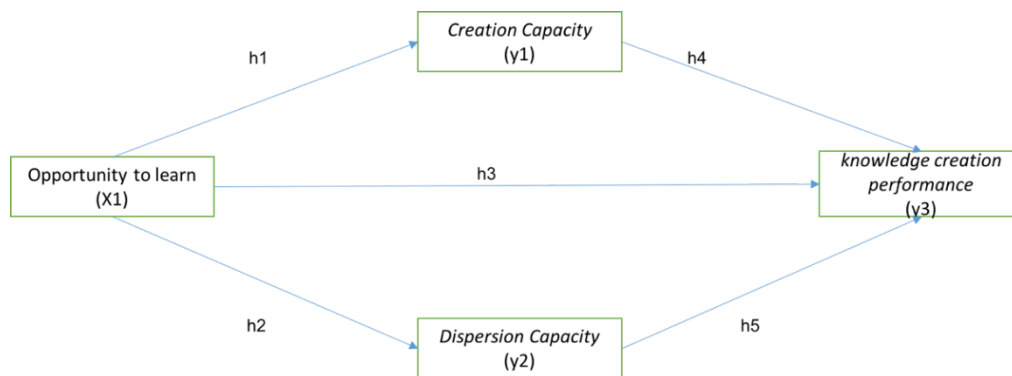 Creation Capacity
(y1)
h1
h4
Opportunity to learn
(X1)
h3
knowledge creation
performance
(y3)
h2
h5
Dispersion Capacity
(y2)